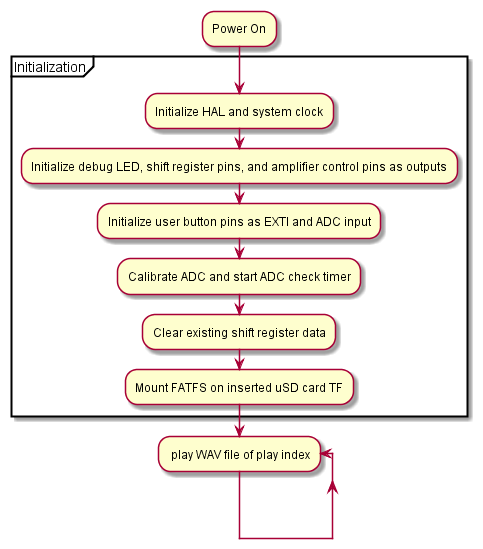 Power On
Initialization
Initialize HAL and system clock
Initialize debug LED, shift register pins, and amplifier control pins as outputs
Initialize user button pins as EXTI and ADC input
Calibrate ADC and start ADC check timer
Clear existing shift register data
Mount FATFS on inserted uSD card TF
play WAV file of play index